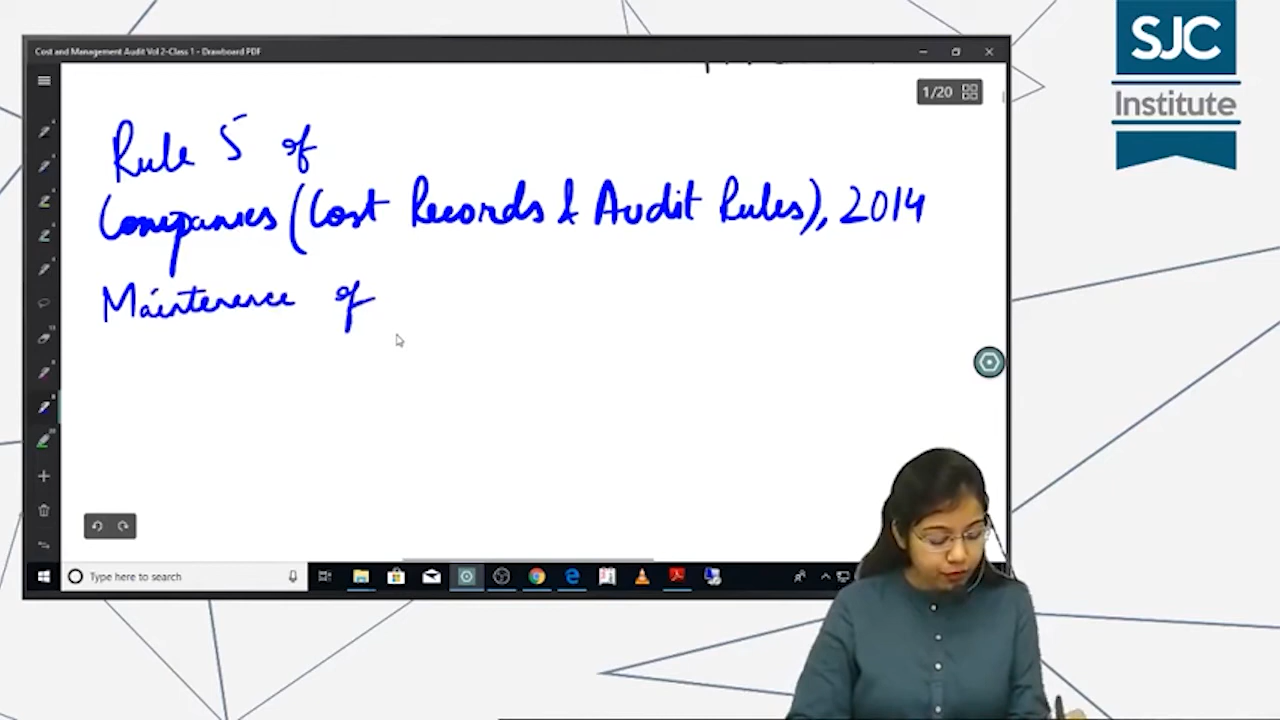 SJC
Institute
Cost and Management Audit Vol 2-Class 1 - Drawboard PDF
1/20
Rule 5 of
Companies (Cost Records & Audit Rules), 2014
Maintenence of
Type here to search